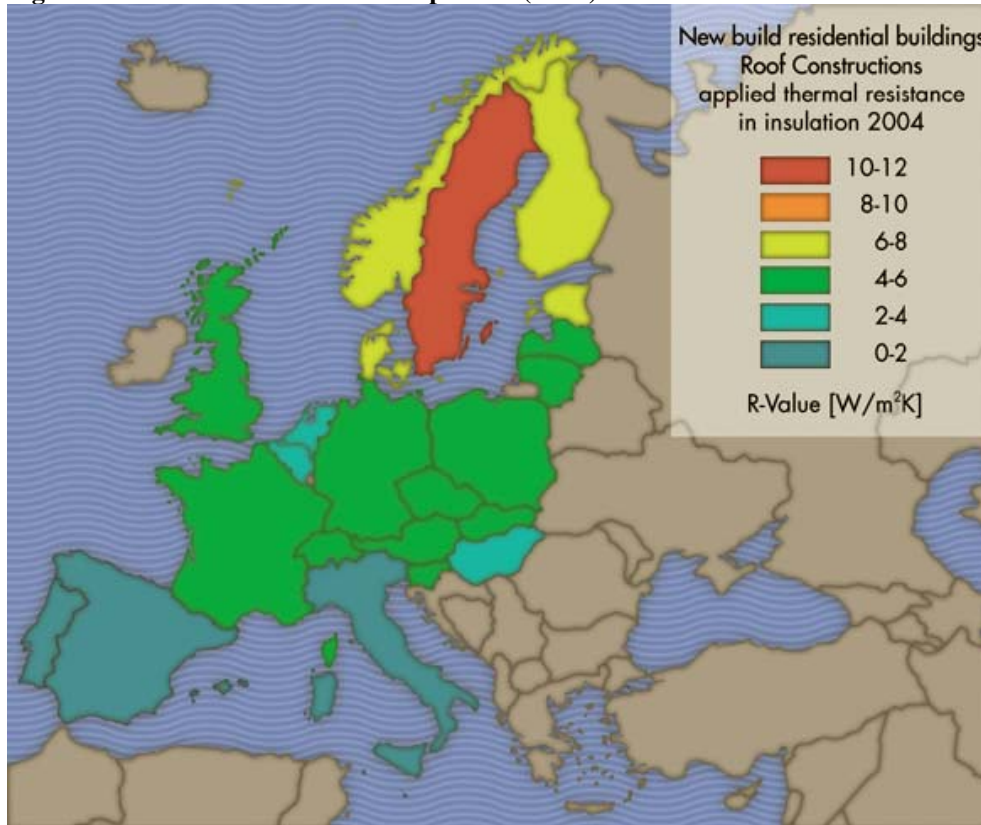 New build residential buildings
Roof Constructions
applied thermal resistance
in insulation 2004
10-12
8-10
6-8
4-6
2-4
0-2
R-Value [W/m²K]